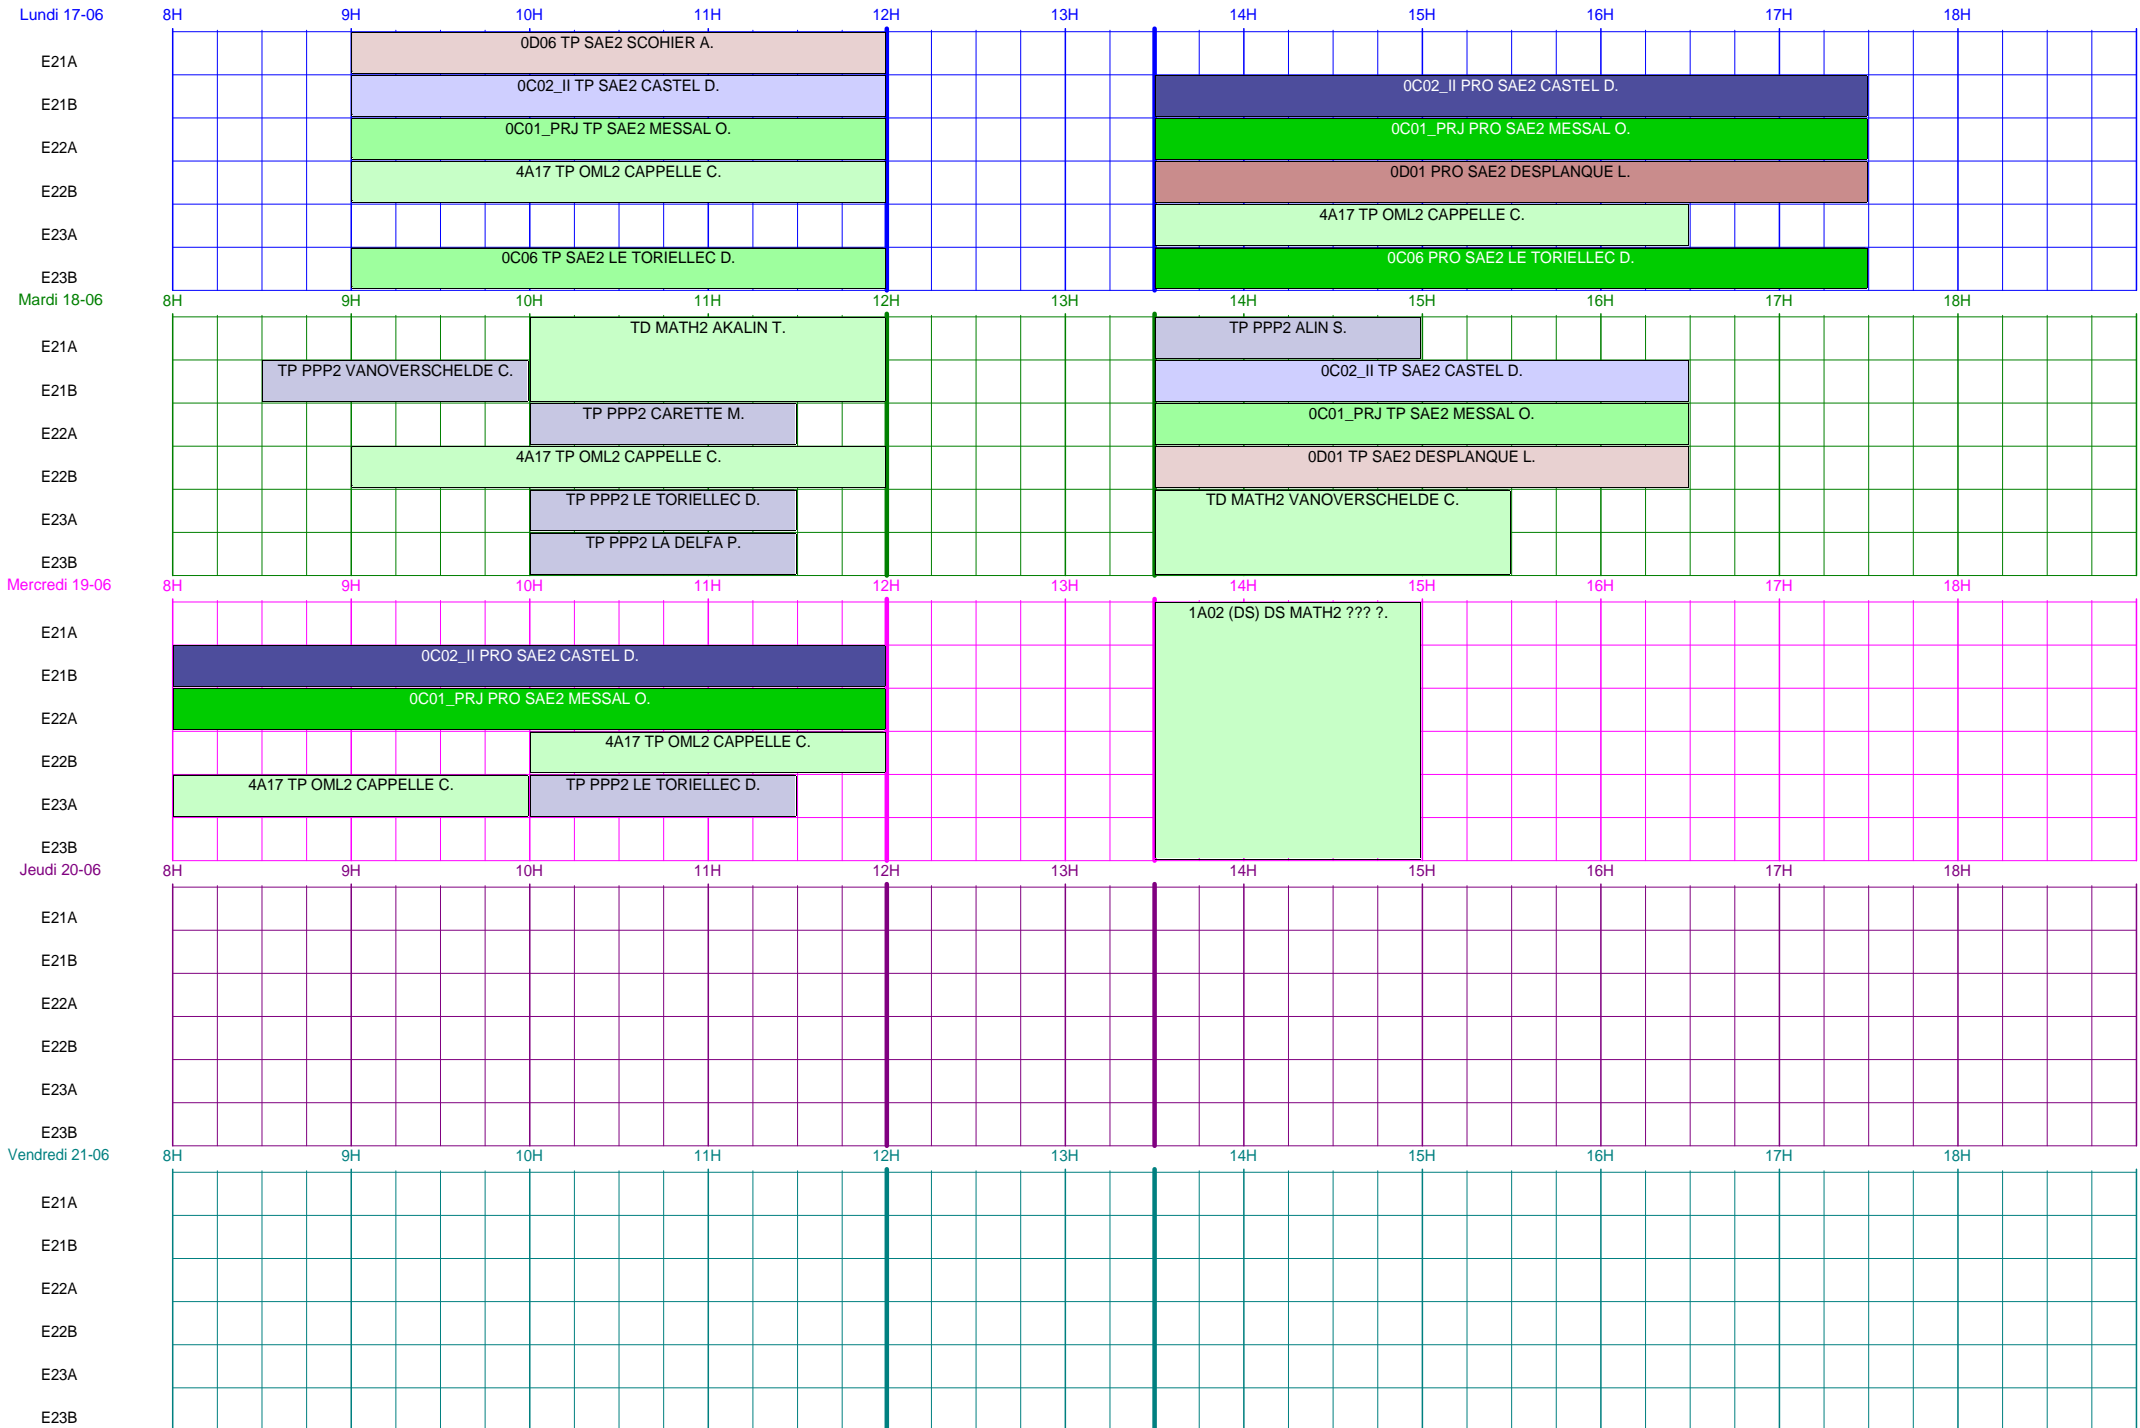 Lundi 17-06 8H 9H 10H 11H 12H 13H 14H 15H 16H 17H 18H
E21A 0D06 TP SAE2 SCOHIER A.
E21B 0C02_II TP SAE2 CASTEL D. 0C02_II PRO SAE2 CASTEL D.
E22A 0C01_PRJ TP SAE2 MESSAL O. 0C01_PRJ PRO SAE2 MESSAL O.
E22B 4A17 TP OML2 CAPPELLE C. 0D01 PRO SAE2 DESPLANQUE L.
E23A 4A17 TP OML2 CAPPELLE C.
E23B 0C06 TP SAE2 LE TORIELLEC D. 0C06 PRO SAE2 LE TORIELLEC D.
Mardi 18-06 8H 9H 10H 11H 12H 13H 14H 15H 16H 17H 18H
E21A TD MATH2 AKALIN T. TP PPP2 ALIN S.
E21B TP PPP2 VANOVERSCHELDE C. 0C02_II TP SAE2 CASTEL D.
E22A TP PPP2 CARETTE M. 0C01_PRJ TP SAE2 MESSAL O.
E22B 4A17 TP OML2 CAPPELLE C. 0D01 TP SAE2 DESPLANQUE L.
E23A TP PPP2 LE TORIELLEC D. TD MATH2 VANOVERSCHELDE C.
E23B TP PPP2 LA DELFA P.
Mercredi 19-06 8H 9H 10H 11H 12H 13H 14H 15H 16H 17H 18H
E21A 1A02 (DS) DS MATH2 ??? ?.
E21B 0C02_II PRO SAE2 CASTEL D.
E22A 0C01_PRJ PRO SAE2 MESSAL O.
E22B 4A17 TP OML2 CAPPELLE C.
E23A 4A17 TP OML2 CAPPELLE C. TP PPP2 LE TORIELLEC D.
E23B
Jeudi 20-06 8H 9H 10H 11H 12H 13H 14H 15H 16H 17H 18H
E21A
E21B
E22A
E22B
E23A
E23B
Vendredi 21-06 8H 9H 10H 11H 12H 13H 14H 15H 16H 17H 18H
E21A
E21B
E22A
E22B
E23A
E23B